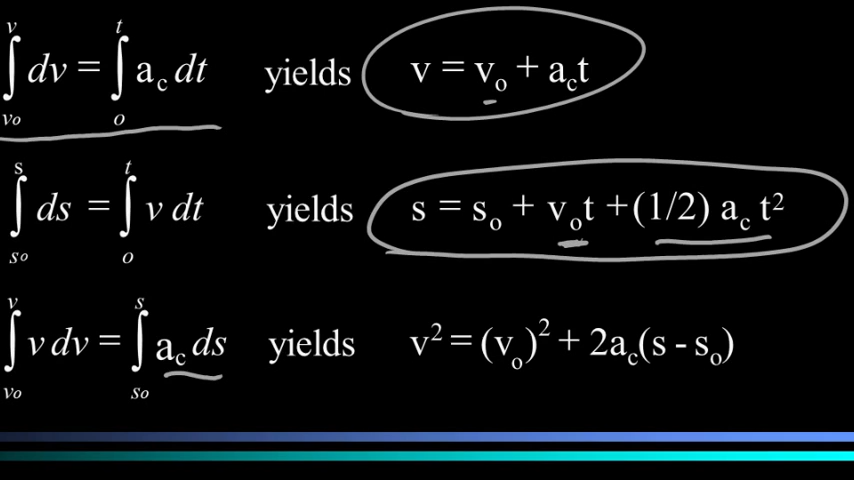 ∫_{vo}^{v} dv = ∫_{o}^{t} a_c dt yields v = v_o + a_c t
∫_{so}^{s} ds = ∫_{o}^{t} v dt yields s = s_o + v_o t + (1/2) a_c t²
∫_{vo}^{v} v dv = ∫_{so}^{s} a_c ds yields v² = (v_o)² + 2a_c(s - s_o)